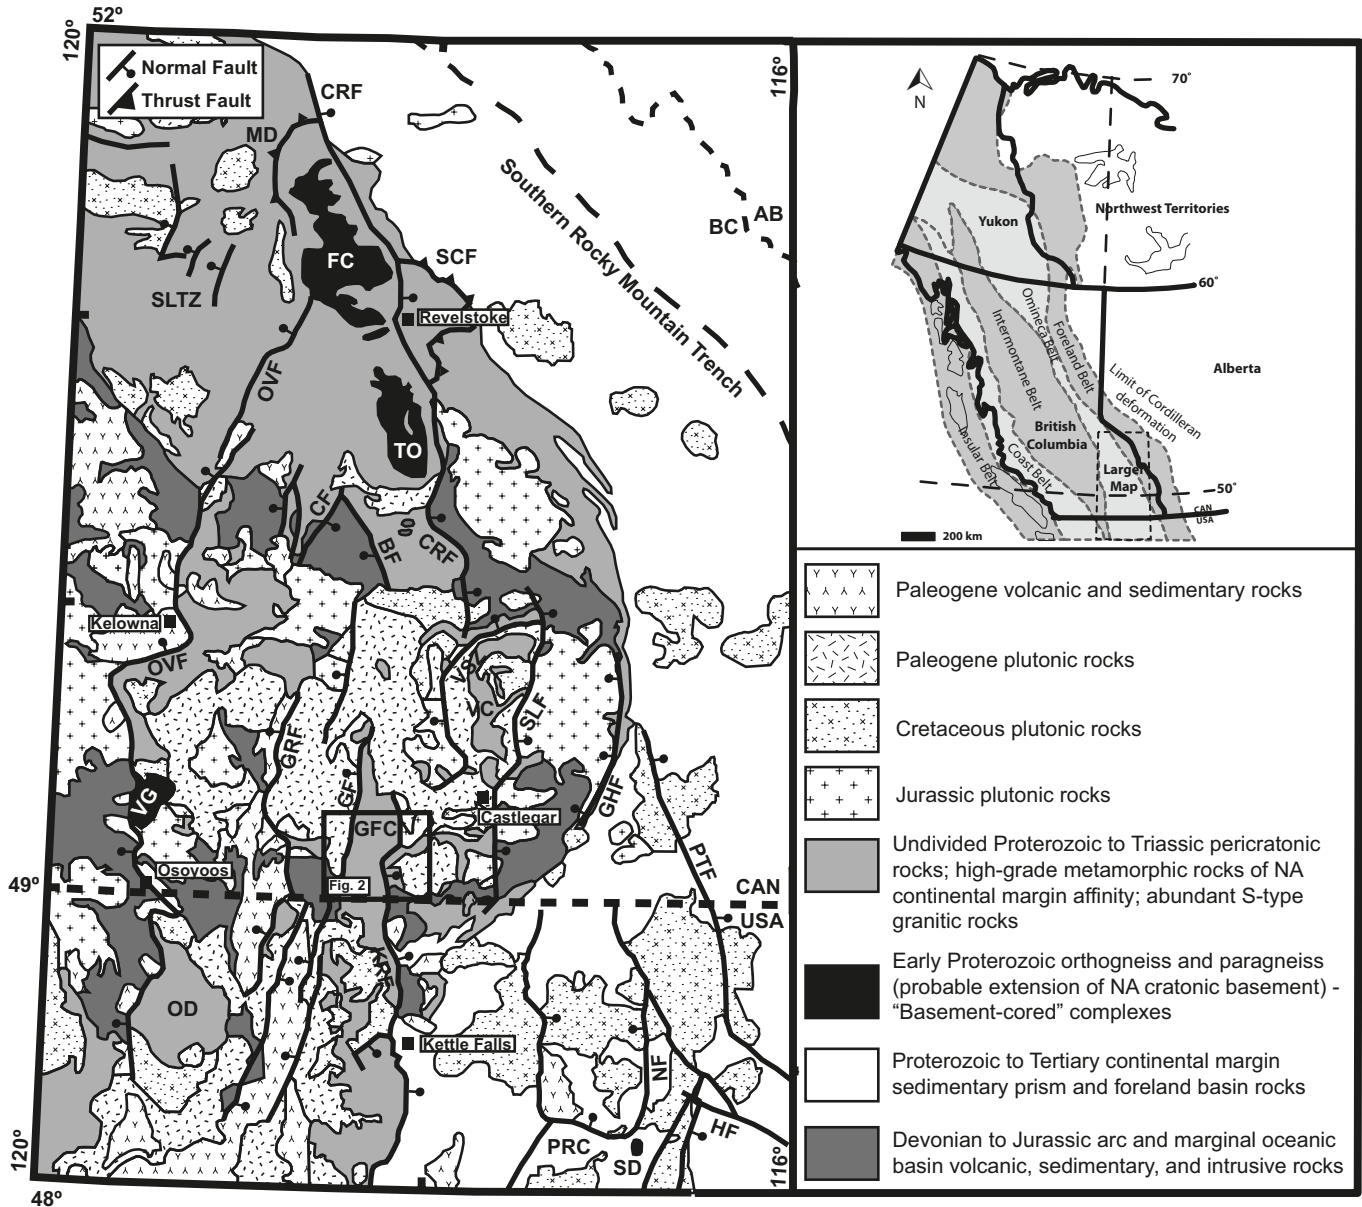 52º
120º
116º
Normal Fault
Thrust Fault
CRF
MD
Southern Rocky Mountain Trench
BC
AB
FC
SCF
SLTZ
Revelstoke
OVF
TO
CF
BF
CRF
Kelowna
OVF
VSZ
VC
SLF
GRF
GF
GHF
VG
Castlegar
GFC
PTF
Osoyoos
49º
Fig. 2
CAN
USA
KRF
OD
Kettle Falls
NF
HF
PRC
SD
120º
116º
48º
N
70°
Yukon
Northwest Territories
60°
Omineca Belt
Foreland Belt
Intermontane Belt
Limit of Cordilleran
deformation
Alberta
British
Columbia
Insular Belt
Coast Belt
Larger
Map
50°
CAN
USA
200 km
Paleogene volcanic and sedimentary rocks
Paleogene plutonic rocks
Cretaceous plutonic rocks
Jurassic plutonic rocks
Undivided Proterozoic to Triassic pericratonic
rocks; high-grade metamorphic rocks of NA
continental margin affinity; abundant S-type
granitic rocks
Early Proterozoic orthogneiss and paragneiss
(probable extension of NA cratonic basement) -
“Basement-cored” complexes
Proterozoic to Tertiary continental margin
sedimentary prism and foreland basin rocks
Devonian to Jurassic arc and marginal oceanic
basin volcanic, sedimentary, and intrusive rocks